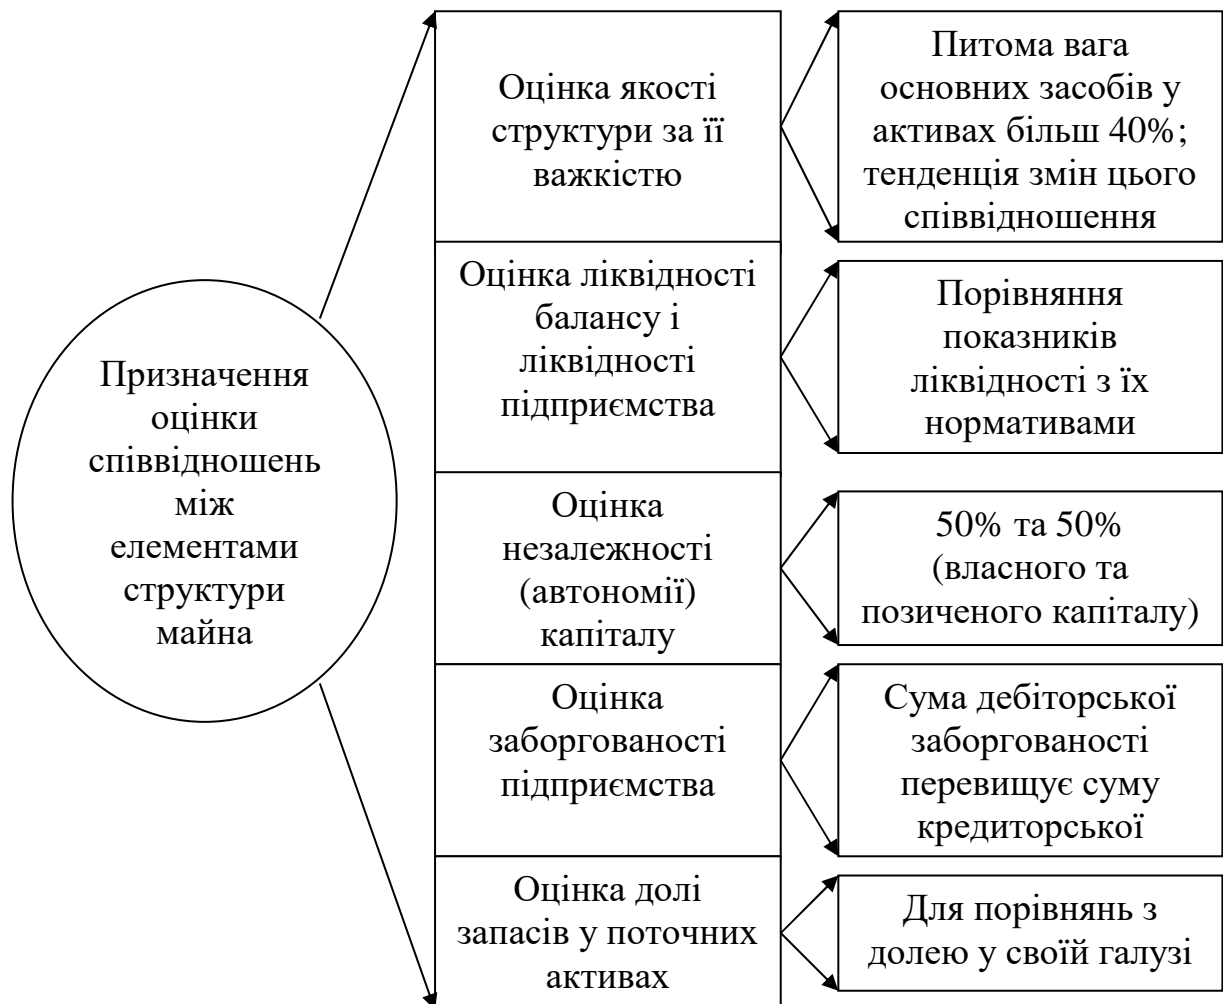 Призначення
оцінки
співвідношень
між
елементами
структури
майна
Оцінка якості
структури за її
важкістю
Питома вага
основних засобів у
активах більш 40%;
тенденція змін цього
співвідношення
Оцінка ліквідності
балансу і
ліквідності
підприємства
Порівняння
показників
ліквідності з їх
нормативами
Оцінка
незалежності
(автономії)
капіталу
50% та 50%
(власного та
позиченого капіталу)
Оцінка
заборгованості
підприємства
Сума дебіторської
заборгованості
перевищує суму
кредиторської
Оцінка долі
запасів у поточних
активах
Для порівнянь з
долею у своїй галузі